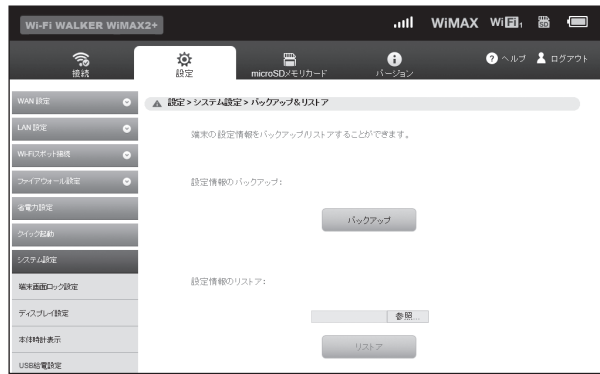 Wi-Fi WALKER WiMAX2+
WiMAX Wi Fi 1
接続
設定
microSDメモリカード
バージョン
ヘルプ
ログアウト
WAN 設定
LAN 設定
Wi-Fiスポット接続
ファイアウォール設定
省電力設定
クイック起動
システム設定
端末画面ロック設定
ディスプレイ設定
本体時計表示
USB給電設定
設定 > システム設定 > バックアップ&リストア
端末の設定情報をバックアップ/リストアすることができます。
設定情報のバックアップ:
バックアップ
設定情報のリストア:
参照...
リストア